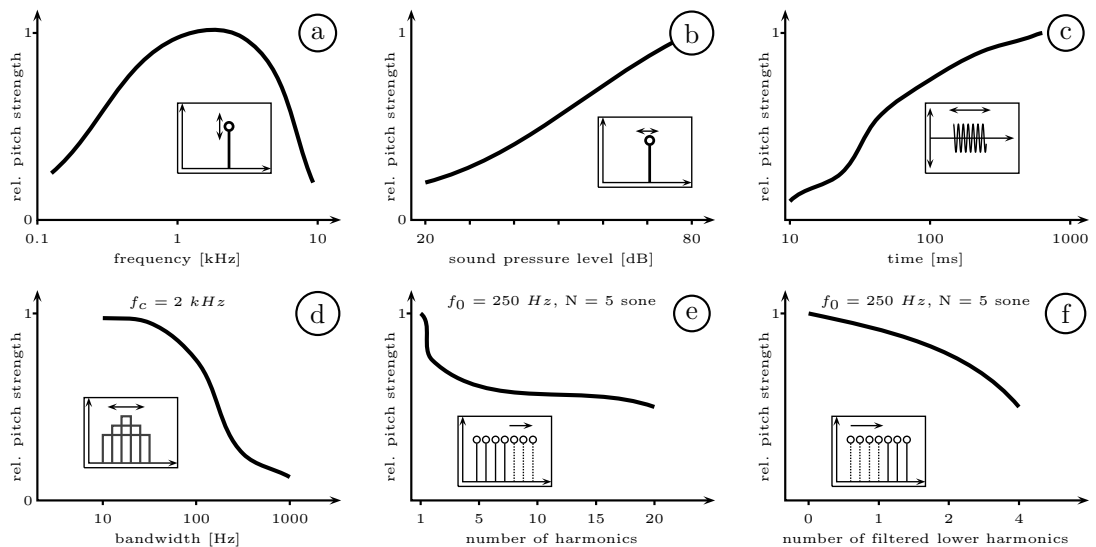 a
1
rel. pitch strength
0
0.1 1 10
frequency [kHz]
b
1
rel. pitch strength
0
20 80
sound pressure level [dB]
c
1
rel. pitch strength
10 100 1000
time [ms]
f_c = 2 kHz
d
1
rel. pitch strength
0
10 100 1000
bandwidth [Hz]
f_0 = 250 Hz, N = 5 sone
e
1
rel. pitch strength
1 5 10 15 20
number of harmonics
f_0 = 250 Hz, N = 5 sone
f
1
rel. pitch strength
0 1 2 4
number of filtered lower harmonics